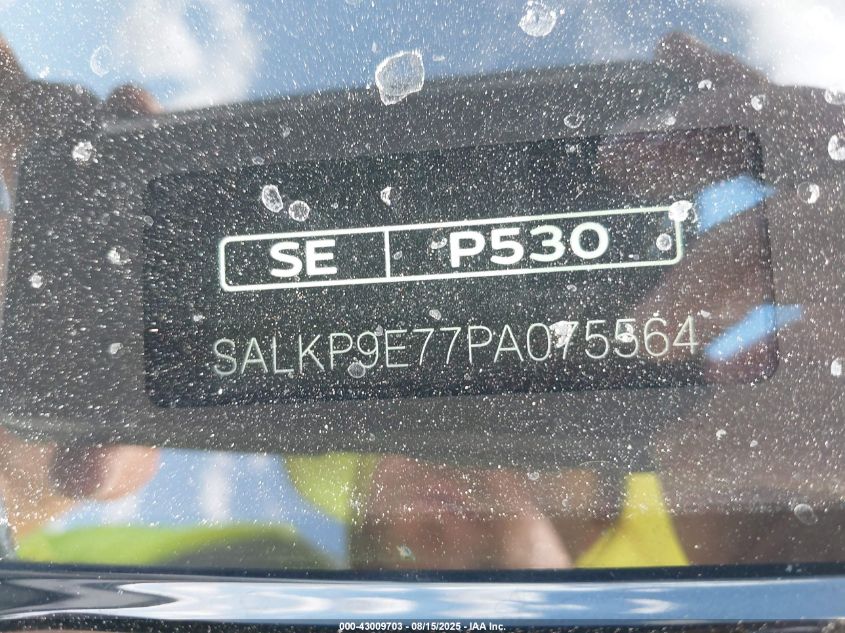 SE P530
SALKP9E77PA075564
000-43009703 - 08/15/2025 - IAA Inc.